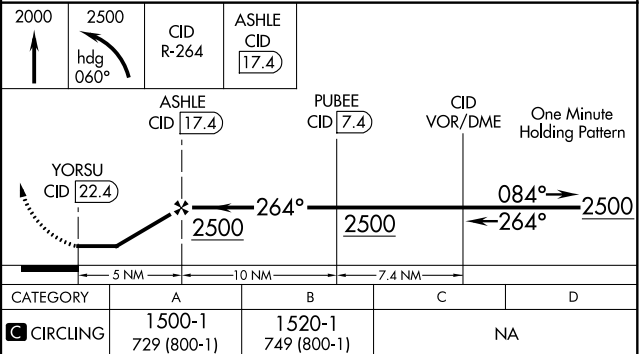 2000
2500
hdg
060°
CID
R-264
ASHLE
CID
17.4
ASHLE
CID 17.4
PUBEE
CID 7.4
CID
VOR/DME
One Minute
Holding Pattern
YORSU
CID 22.4
264°
2500
2500
084°
264°
2500
5 NM
10 NM
7.4 NM
CATEGORY A B C D
C CIRCLING
1500-1
729 (800-1)
1520-1
749 (800-1)
NA